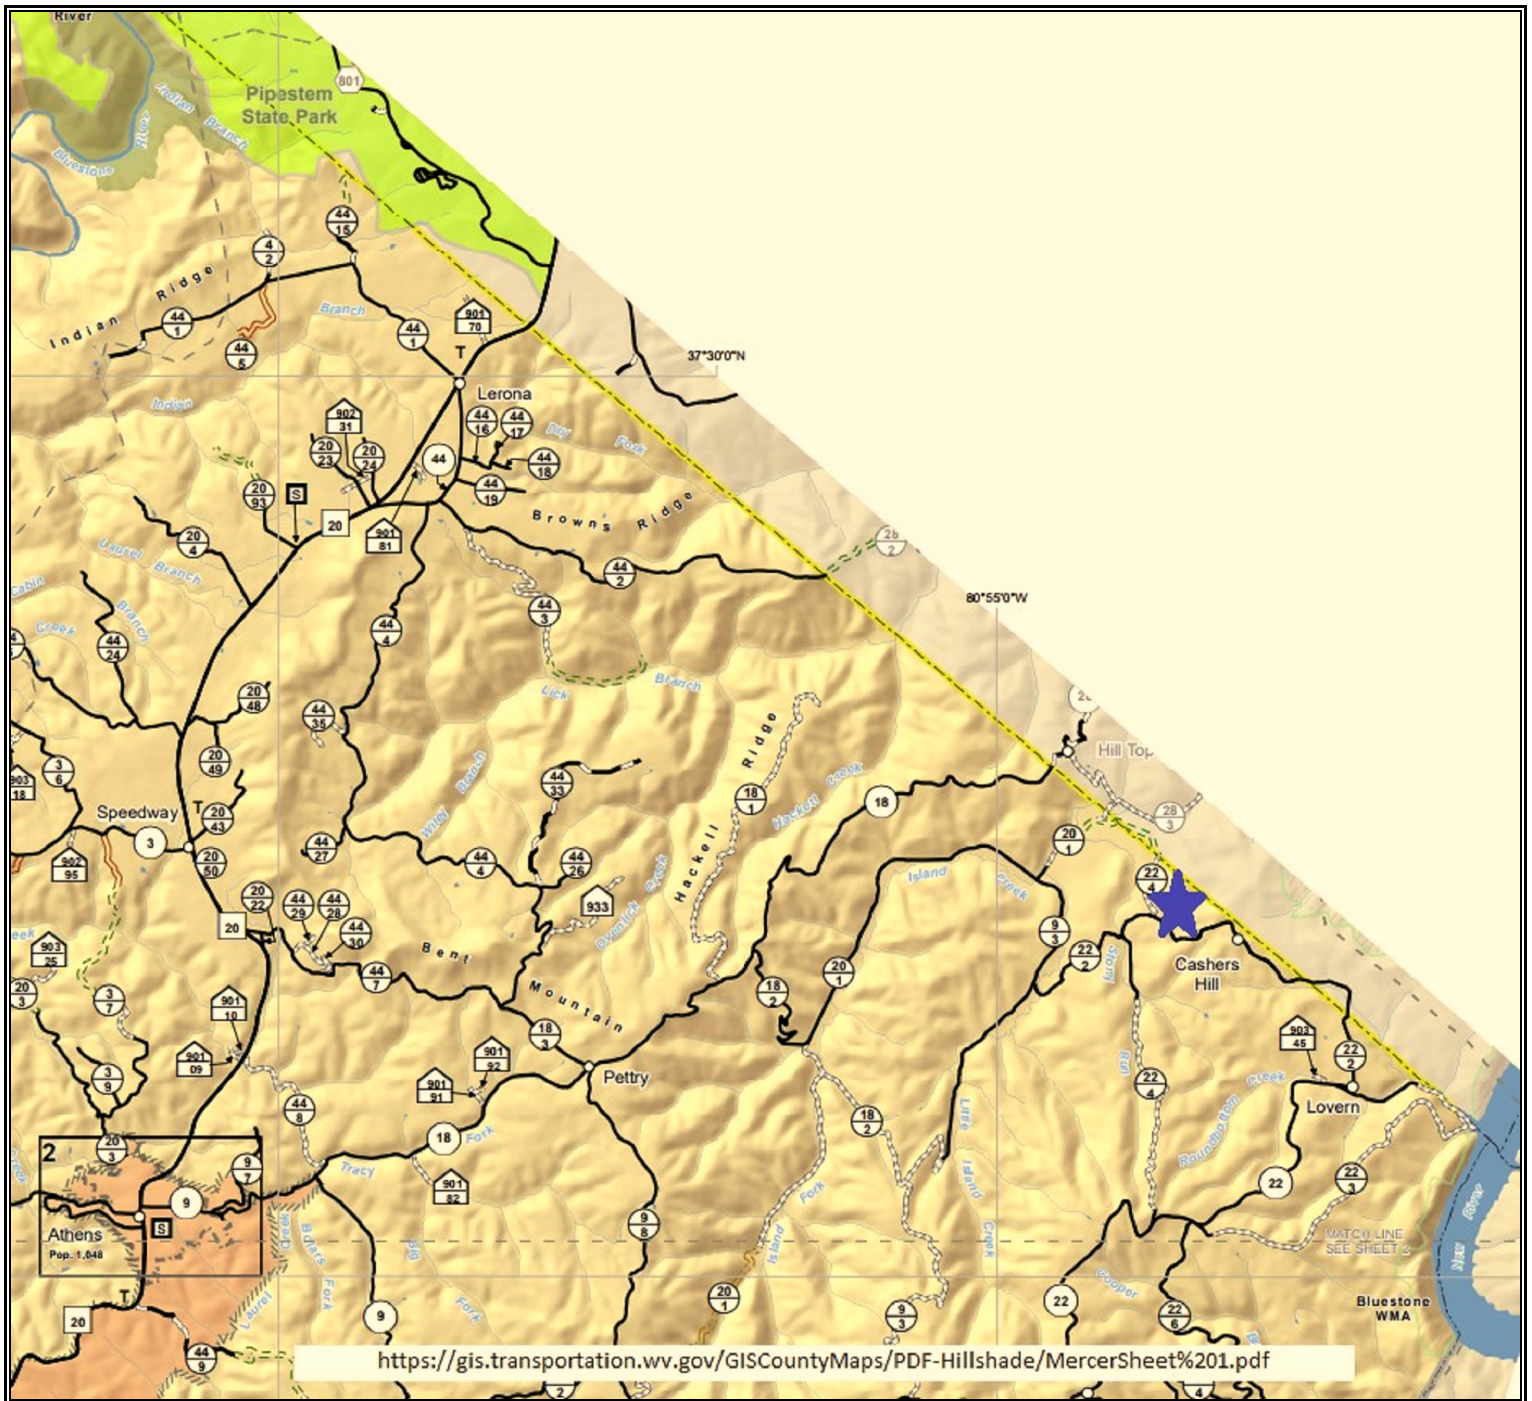 River
801
Pipestem
State Park
Indian
Branch
River
Bluestone
44
15
4
2
Indian Ridge
44
1
44
5
Branch
44
1
901
70
T
37°30'0"N
Lerona
Indian
902
31
44
16
44
17
20
23
20
24
44
44
18
Fork
20
93
S
44
19
20
901
81
Browns Ridge
20
4
Laurel Branch
28
2
44
2
Cabin
Creek
Branch
80°55'0"W
44
3
44
4
44
24
Lick
Branch
20
48
44
35
Hill Top
20
49
3
6
903
18
44
33
Branch
Hackell Ridge
18
1
Hackett Creek
18
28
3
Speedway
T
20
43
3
20
50
44
27
44
4
44
26
902
95
20
1
Island
Creek
22
4
933
Creek
20
22
44
29
44
28
44
30
20
9
3
22
2
Stony
Cashers
Hill
903
25
Bent
Mountain
44
7
20
3
3
7
901
10
18
2
20
1
18
3
903
45
22
2
901
09
901
92
Pettry
901
91
Run
22
4
Creek
Lovern
3
9
44
8
18
2
Little
Island
Creek
Roundbottom
18
Fork
Tracy
901
82
22
22
3
2
20
3
9
7
9
S
Athens
Pop. 1,048
Laurel
Briars
Fork
Big
Fork
9
8
Island
Fork
River
New
MATCH LINE
SEE SHEET 2
T
20
44
9
9
20
1
9
3
22
Cooper
22
6
Bluestone
WMA
https://gis.transportation.wv.gov/GISCountyMaps/PDF-Hillshade/MercerSheet%201.pdf
2
4